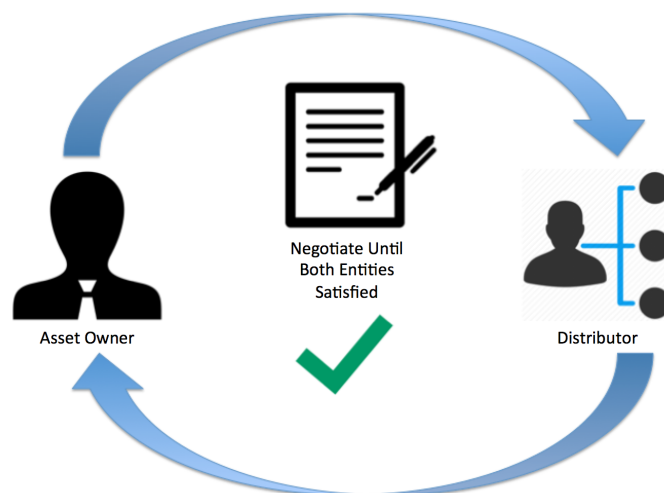 Negotiate Until
Both Entities
Satisfied
Asset Owner
Distributor